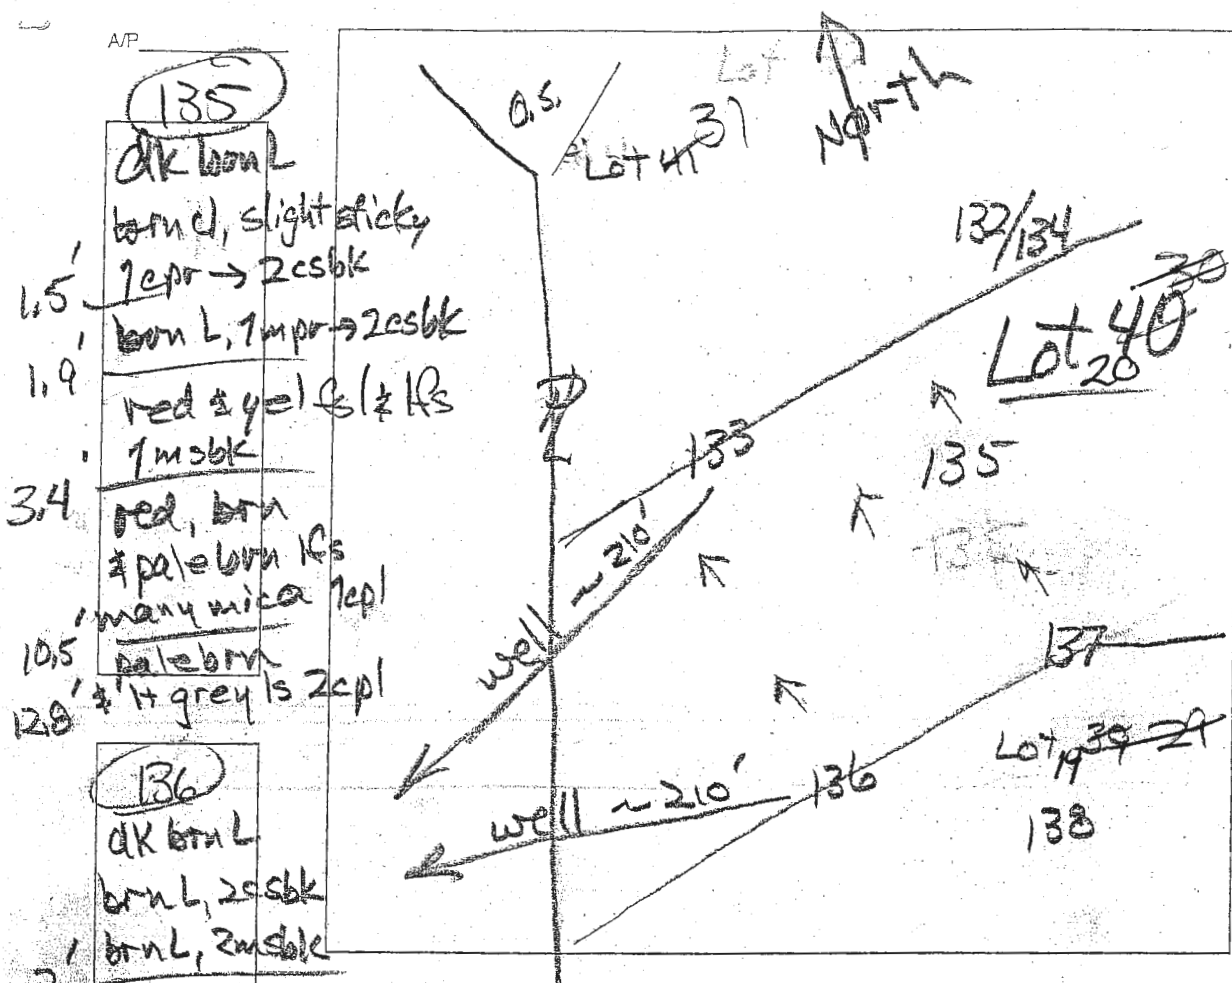 A/P
135
dk brn L
brn cl, slight sticky
1cpr → 2csbk
1.5'
brn L, 1mpr → 2csbk
1.9'
red & yel fsl & lfs
1msbk
3.4'
red, brn
& pale brn lfs
many mica 1cpl
10.5'
pale brn
& lt grey ls 2cpl
12.8'
136
dk brn L
brn L, 2csbk
brn L, 2msbk
O.S.
Lot
Lot 41 31
North
132/134
Lot 40 30
20
PL
133
135
135
well ~210'
137
Lot 39 29
19
136
well ~210'
138